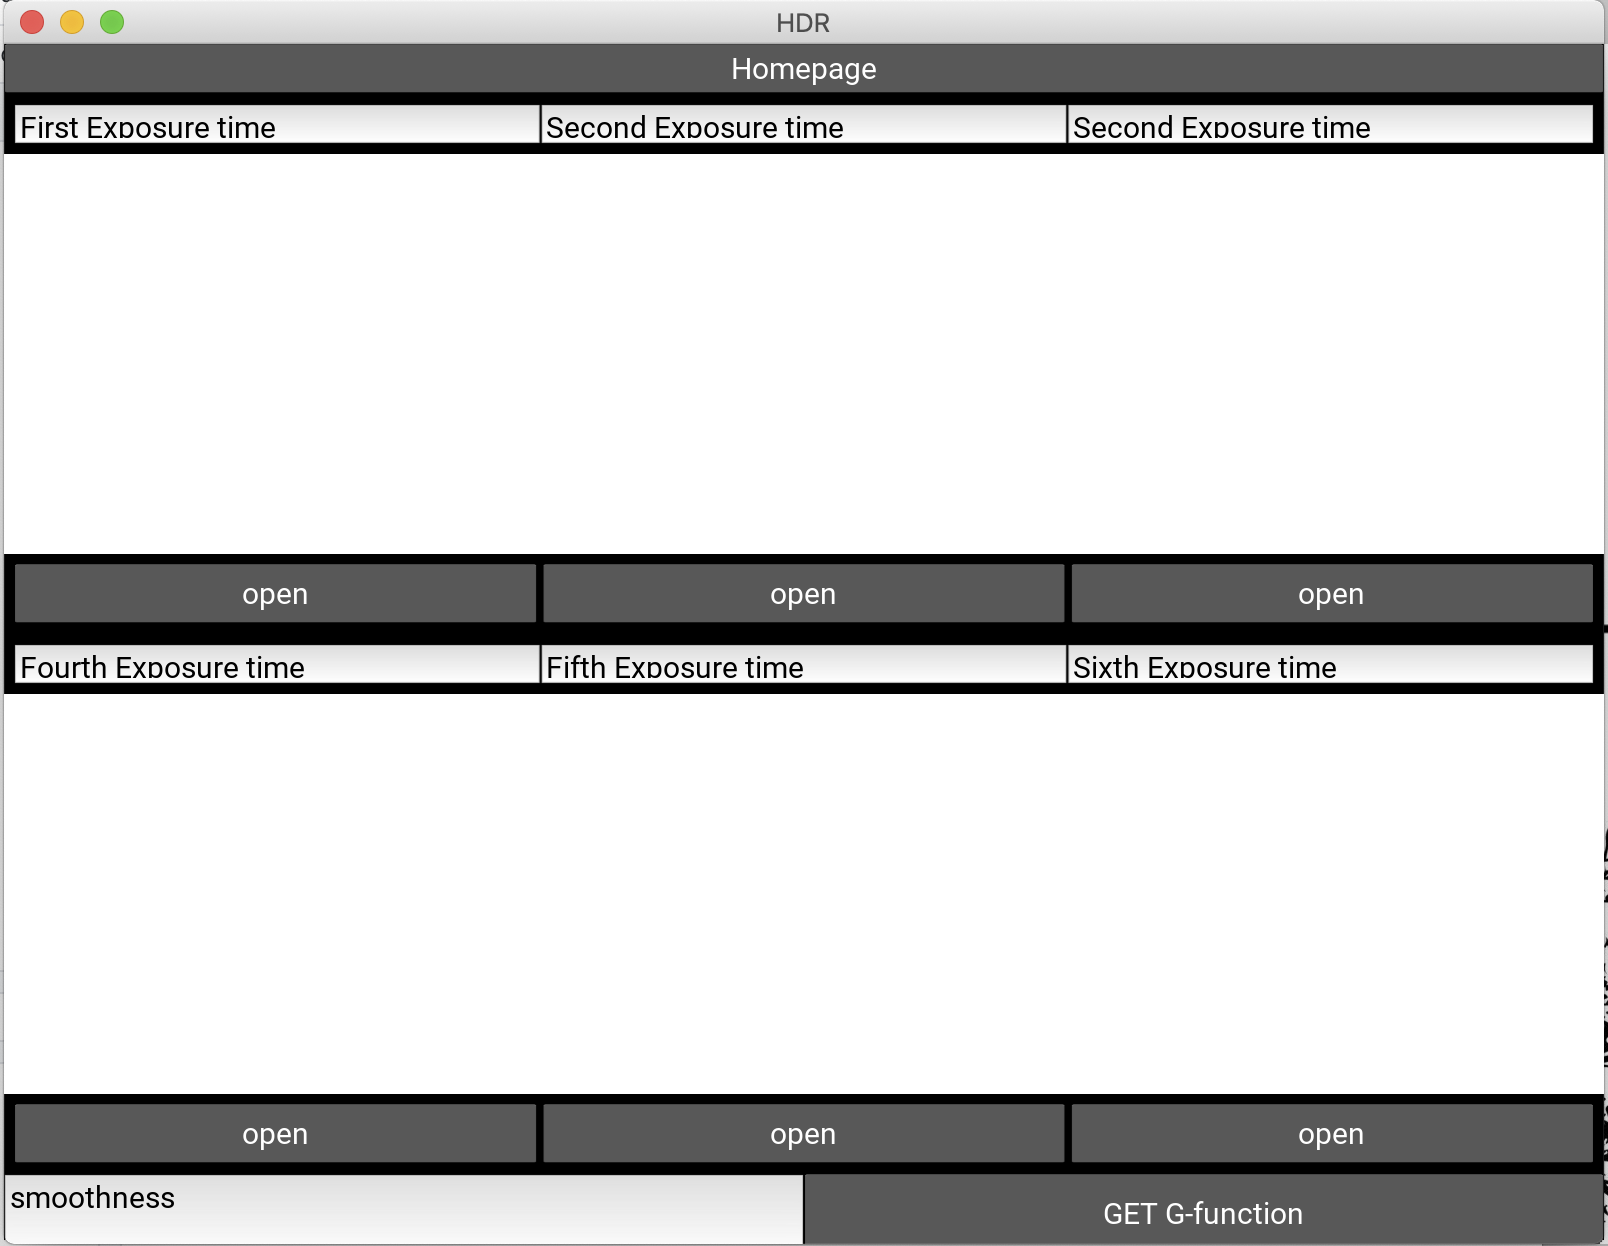 HDR
Homepage
First Exposure time
Second Exposure time
Second Exposure time
open
open
open
Fourth Exposure time
Fifth Exposure time
Sixth Exposure time
open
open
open
smoothness
GET G-function